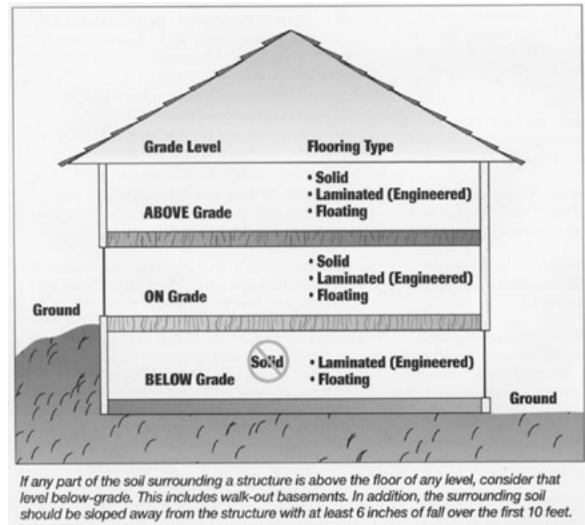 Grade Level Flooring Type
• Solid
• Laminated (Engineered)
ABOVE Grade • Floating
• Solid
• Laminated (Engineered)
ON Grade • Floating
Ground
Solid • Laminated (Engineered)
BELOW Grade • Floating
Ground
If any part of the soil surrounding a structure is above the floor of any level, consider that
level below-grade. This includes walk-out basements. In addition, the surrounding soil
should be sloped away from the structure with at least 6 inches of fall over the first 10 feet.